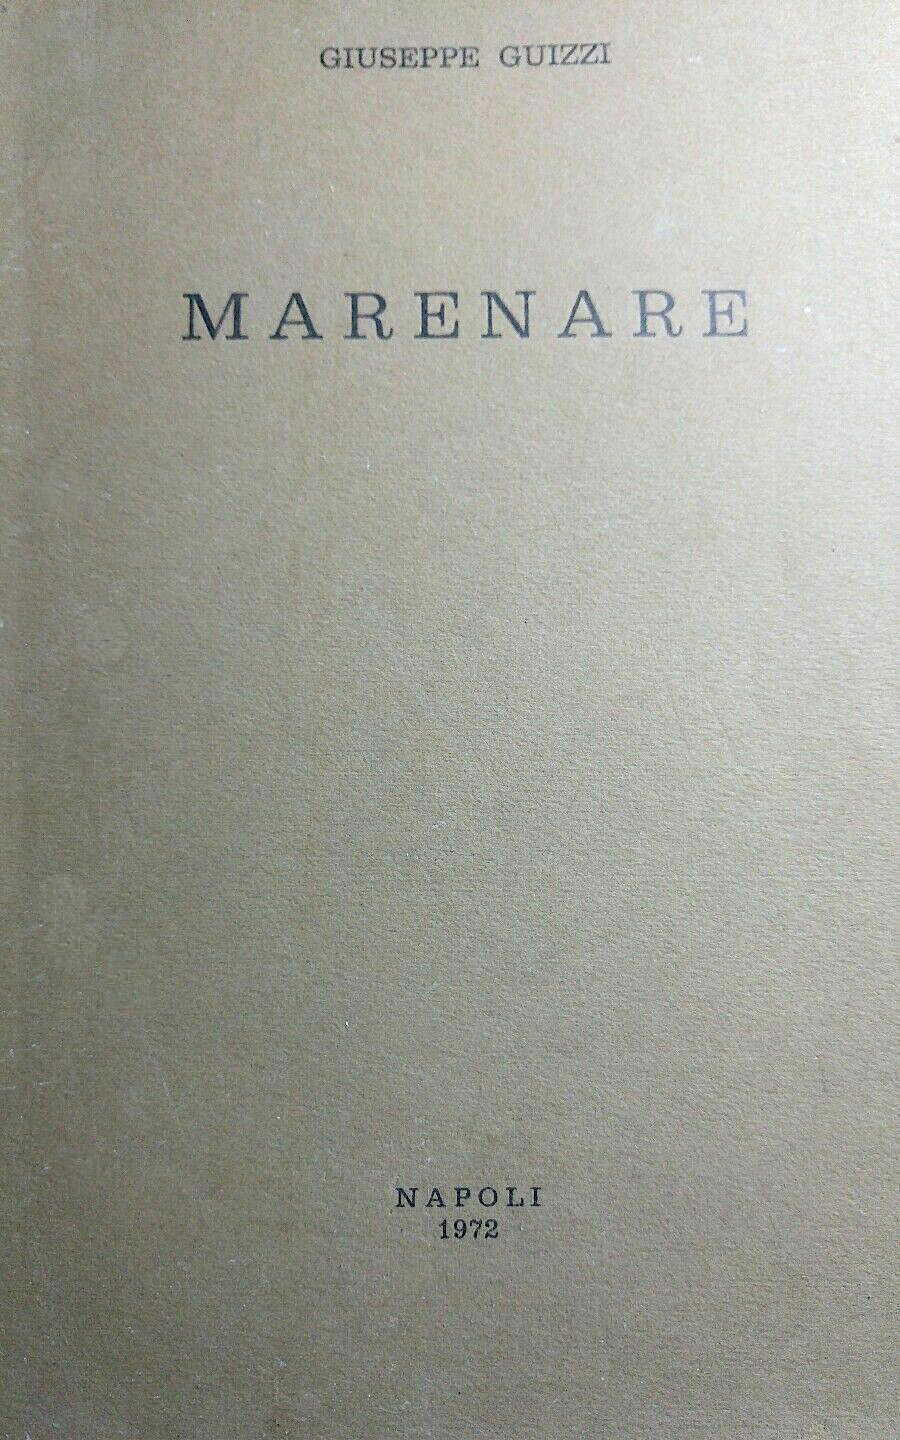 GIUSEPPE GUIZZI
MARENARE
NAPOLI
1972